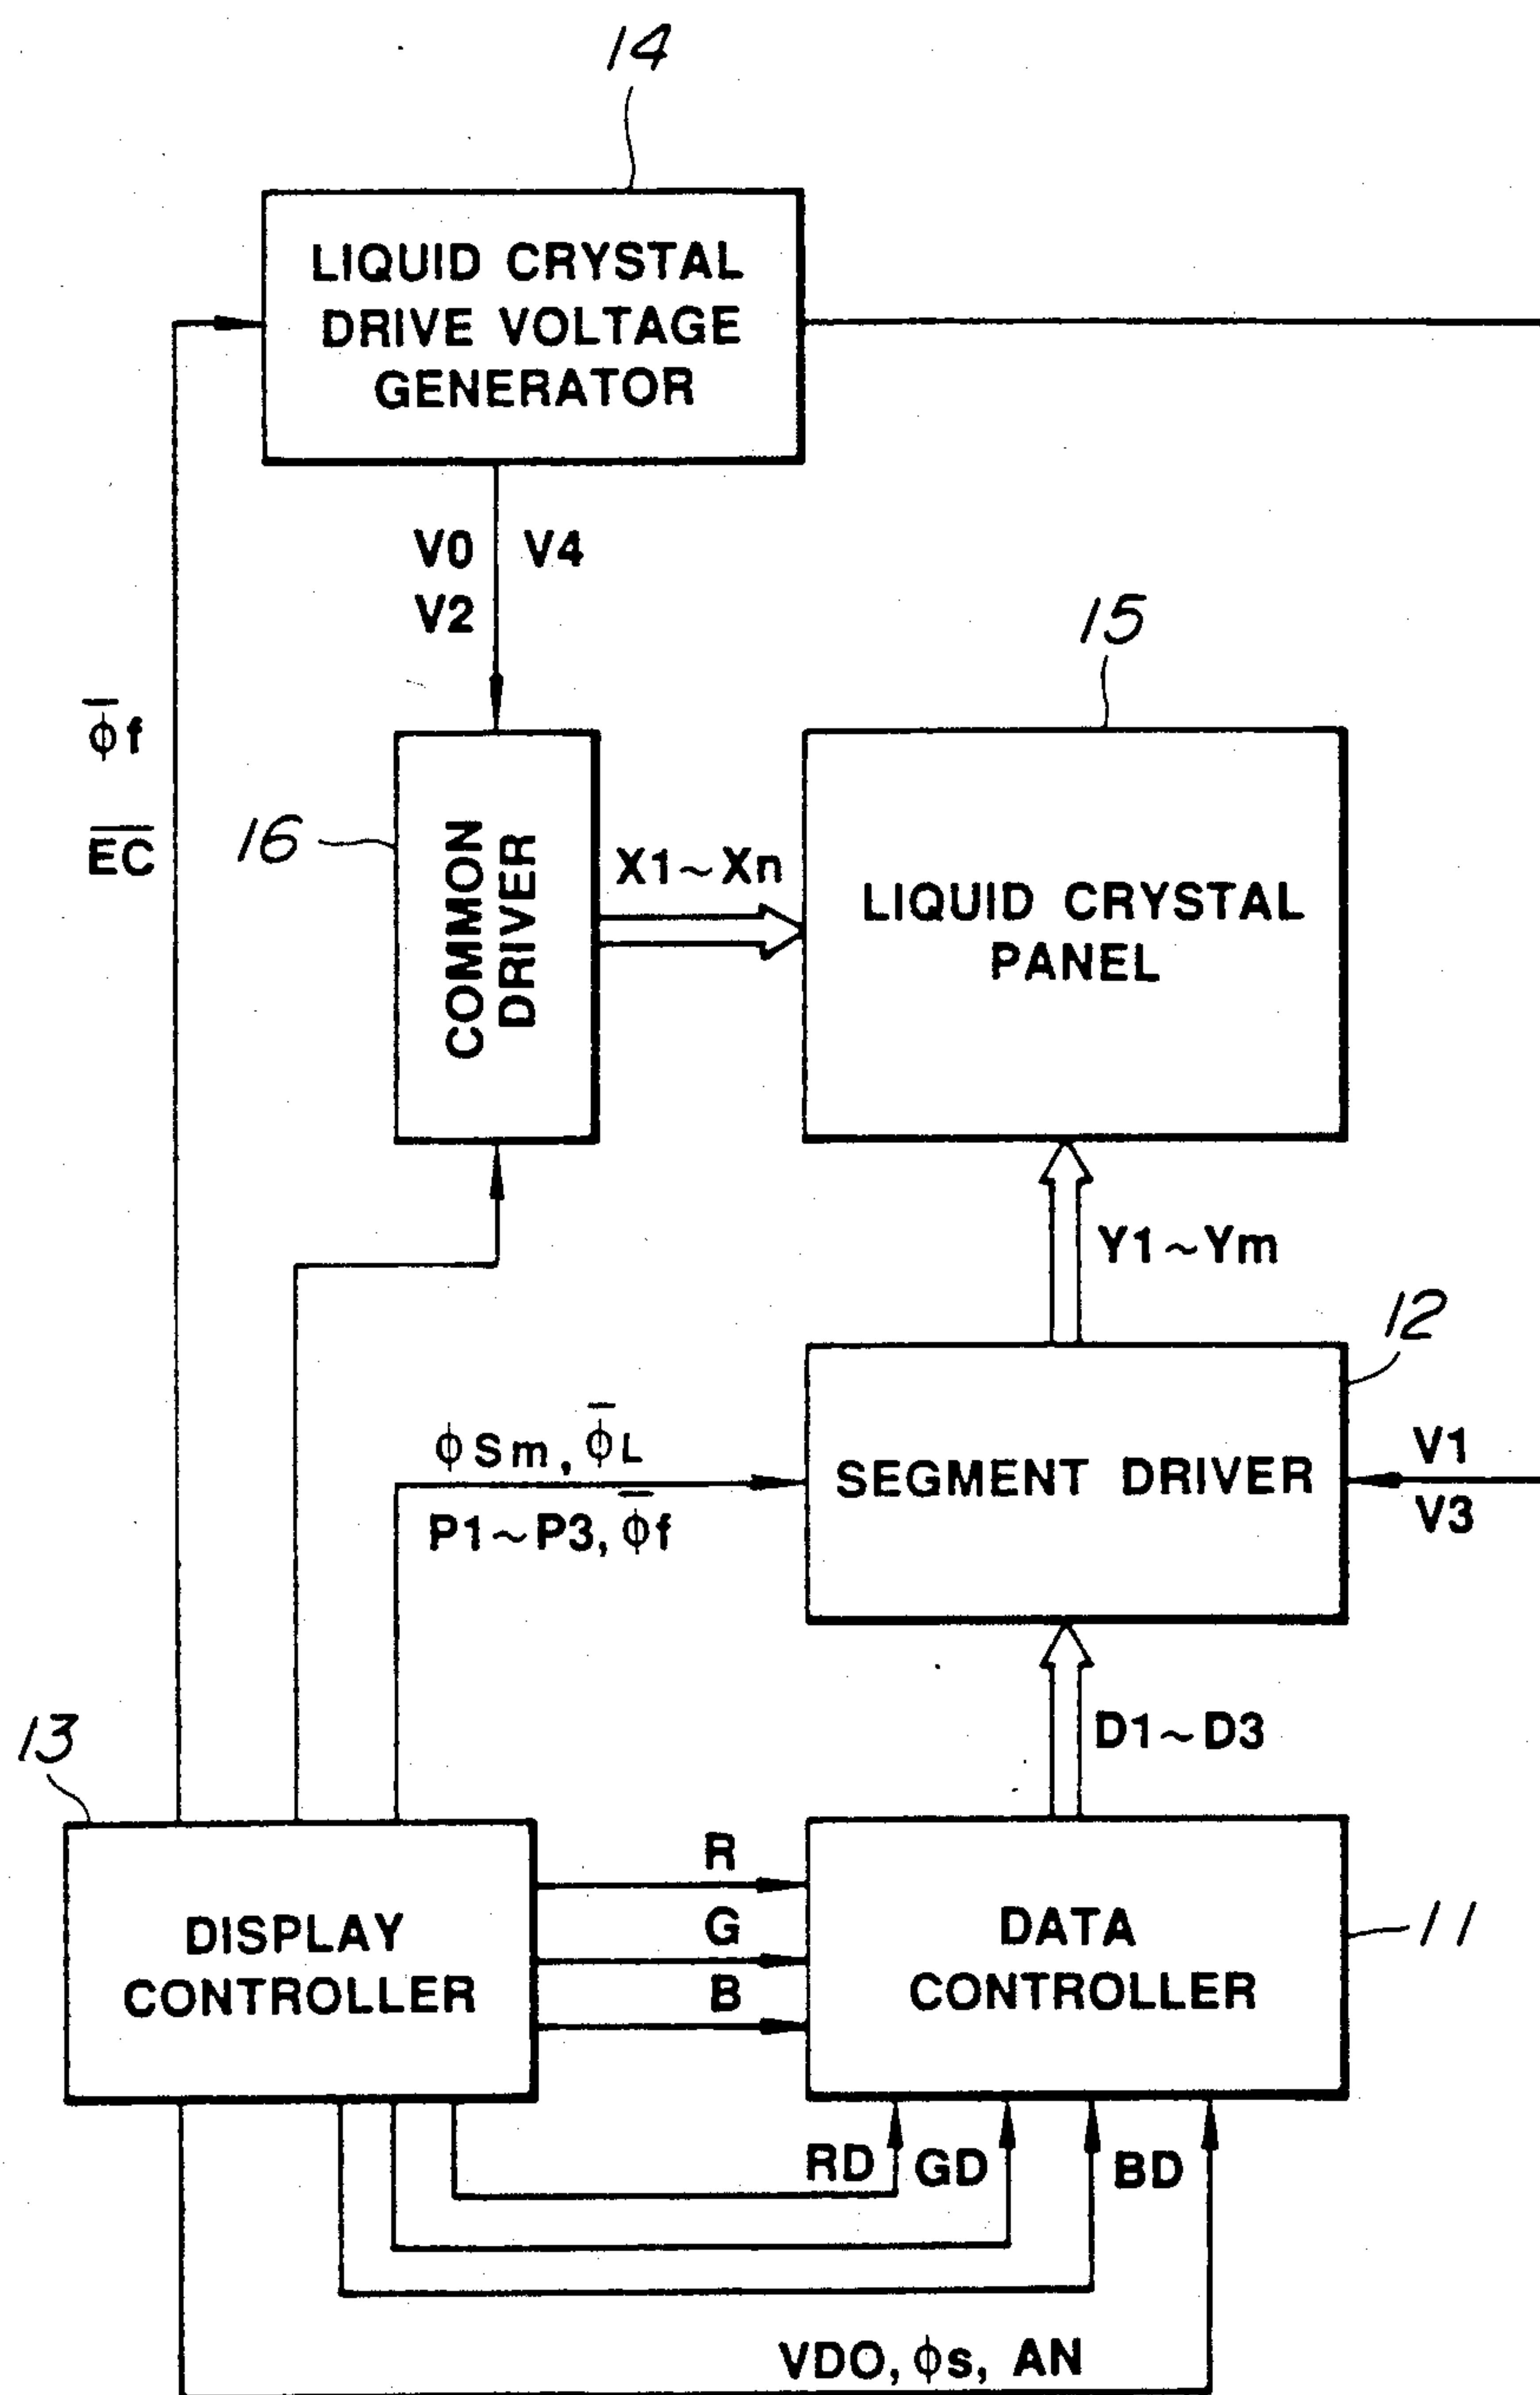 14
LIQUID CRYSTAL
DRIVE VOLTAGE
GENERATOR
V0 V4
V2
15
φ̅f
E̅C̅
16
COMMON
DRIVER
X1~Xn
LIQUID CRYSTAL
PANEL
Y1~Ym
12
φSm, φ̅L
P1~P3, φ̅f
SEGMENT DRIVER
V1
V3
13
D1~D3
R
G
B
DISPLAY
CONTROLLER
DATA
CONTROLLER
11
RD GD BD
VDO, φs, AN